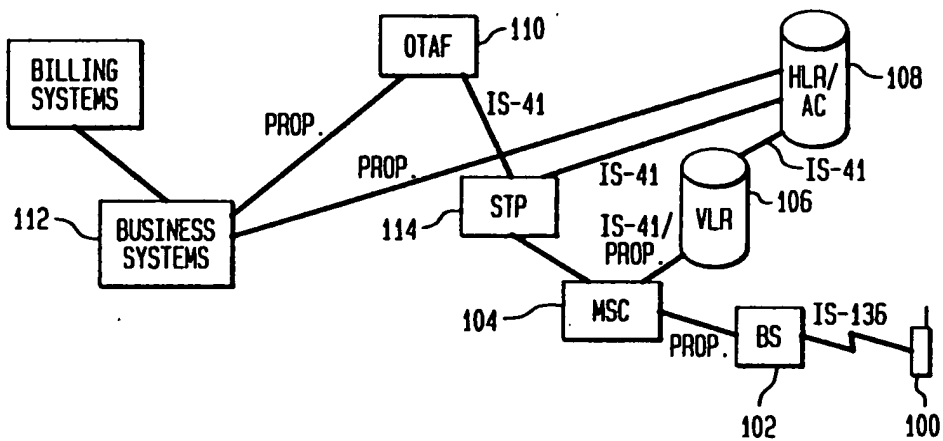 OTAF
110
BILLING
SYSTEMS
HLR/
AC
108
PROP.
IS-41
PROP.
IS-41
IS-41
112
BUSINESS
SYSTEMS
114
STP
VLR
106
IS-41/
PROP.
104
MSC
PROP.
BS
IS-136
102
100